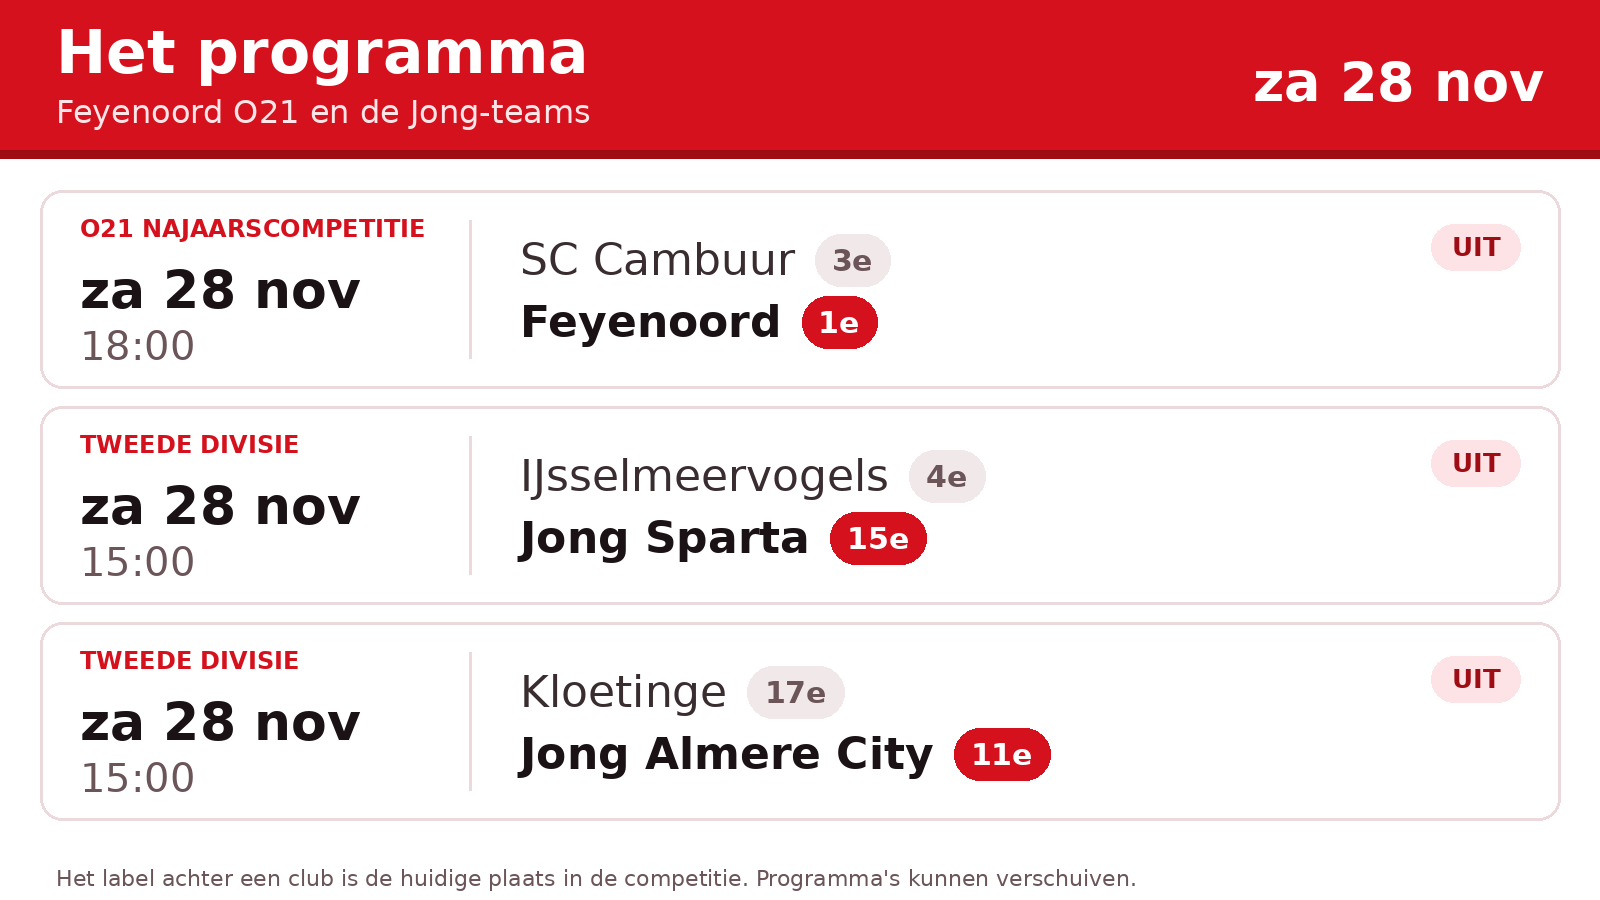 Het programma
Feyenoord O21 en de Jong-teams
za 28 nov
O21 NAJAARSCOMPETITIE
za 28 nov
18:00
SC Cambuur 3e
Feyenoord 1e
UIT
TWEEDE DIVISIE
za 28 nov
15:00
IJsselmeervogels 4e
Jong Sparta 15e
UIT
TWEEDE DIVISIE
za 28 nov
15:00
Kloetinge 17e
Jong Almere City 11e
UIT
Het label achter een club is de huidige plaats in de competitie. Programma's kunnen verschuiven.